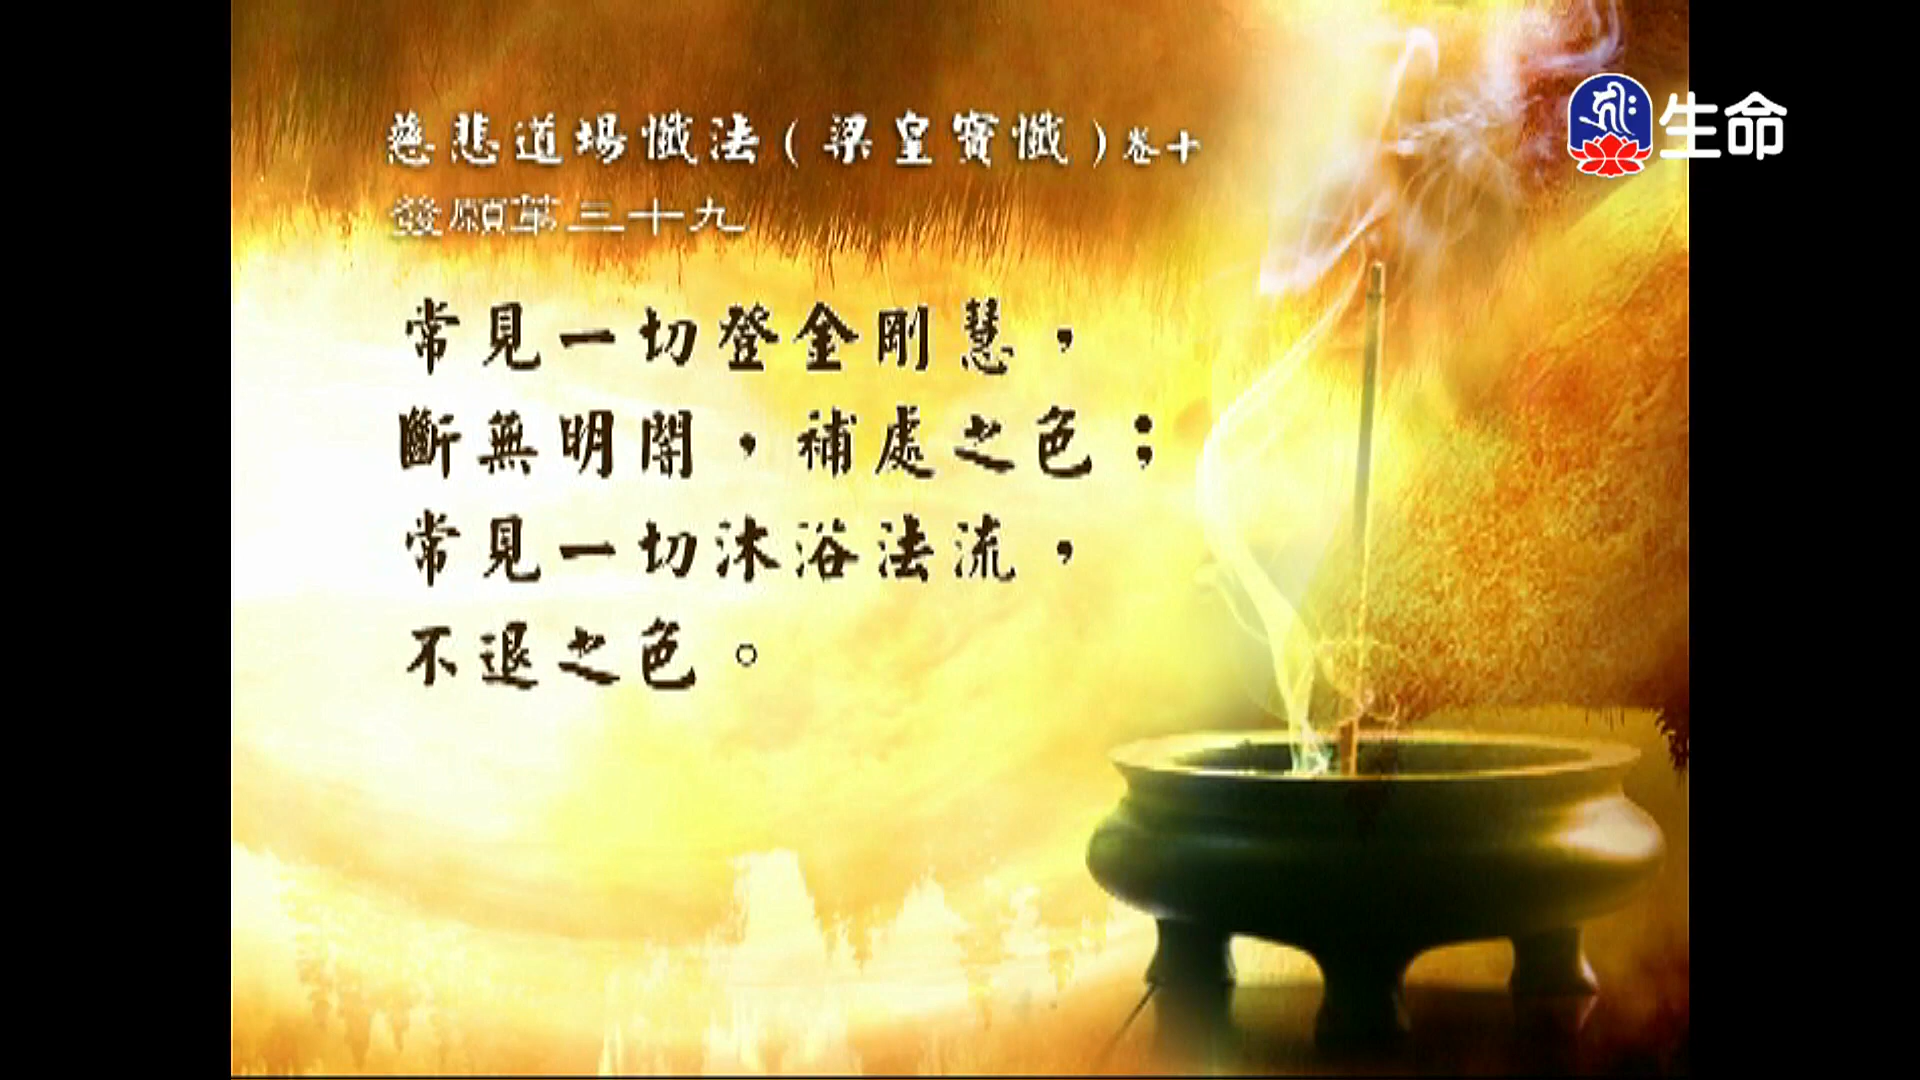 慈悲道場懺法(梁皇寶懺)卷十
發願第三十九
生命
常見一切登金剛慧，
斷無明闇，補處之色；
常見一切沐浴法流，
不退之色。